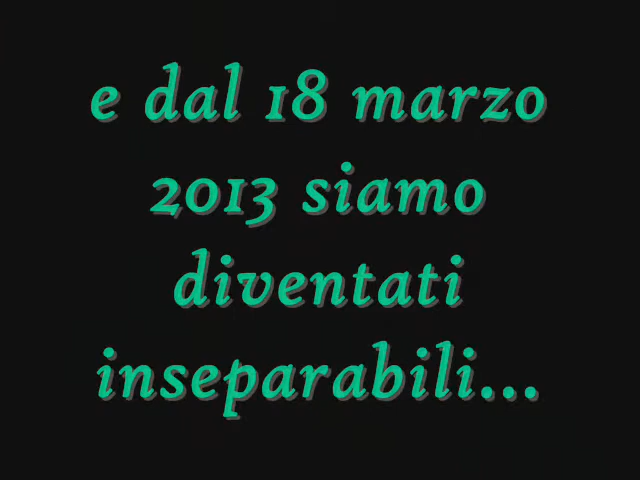 e dal 18 marzo
2013 siamo
diventati
inseparabili...